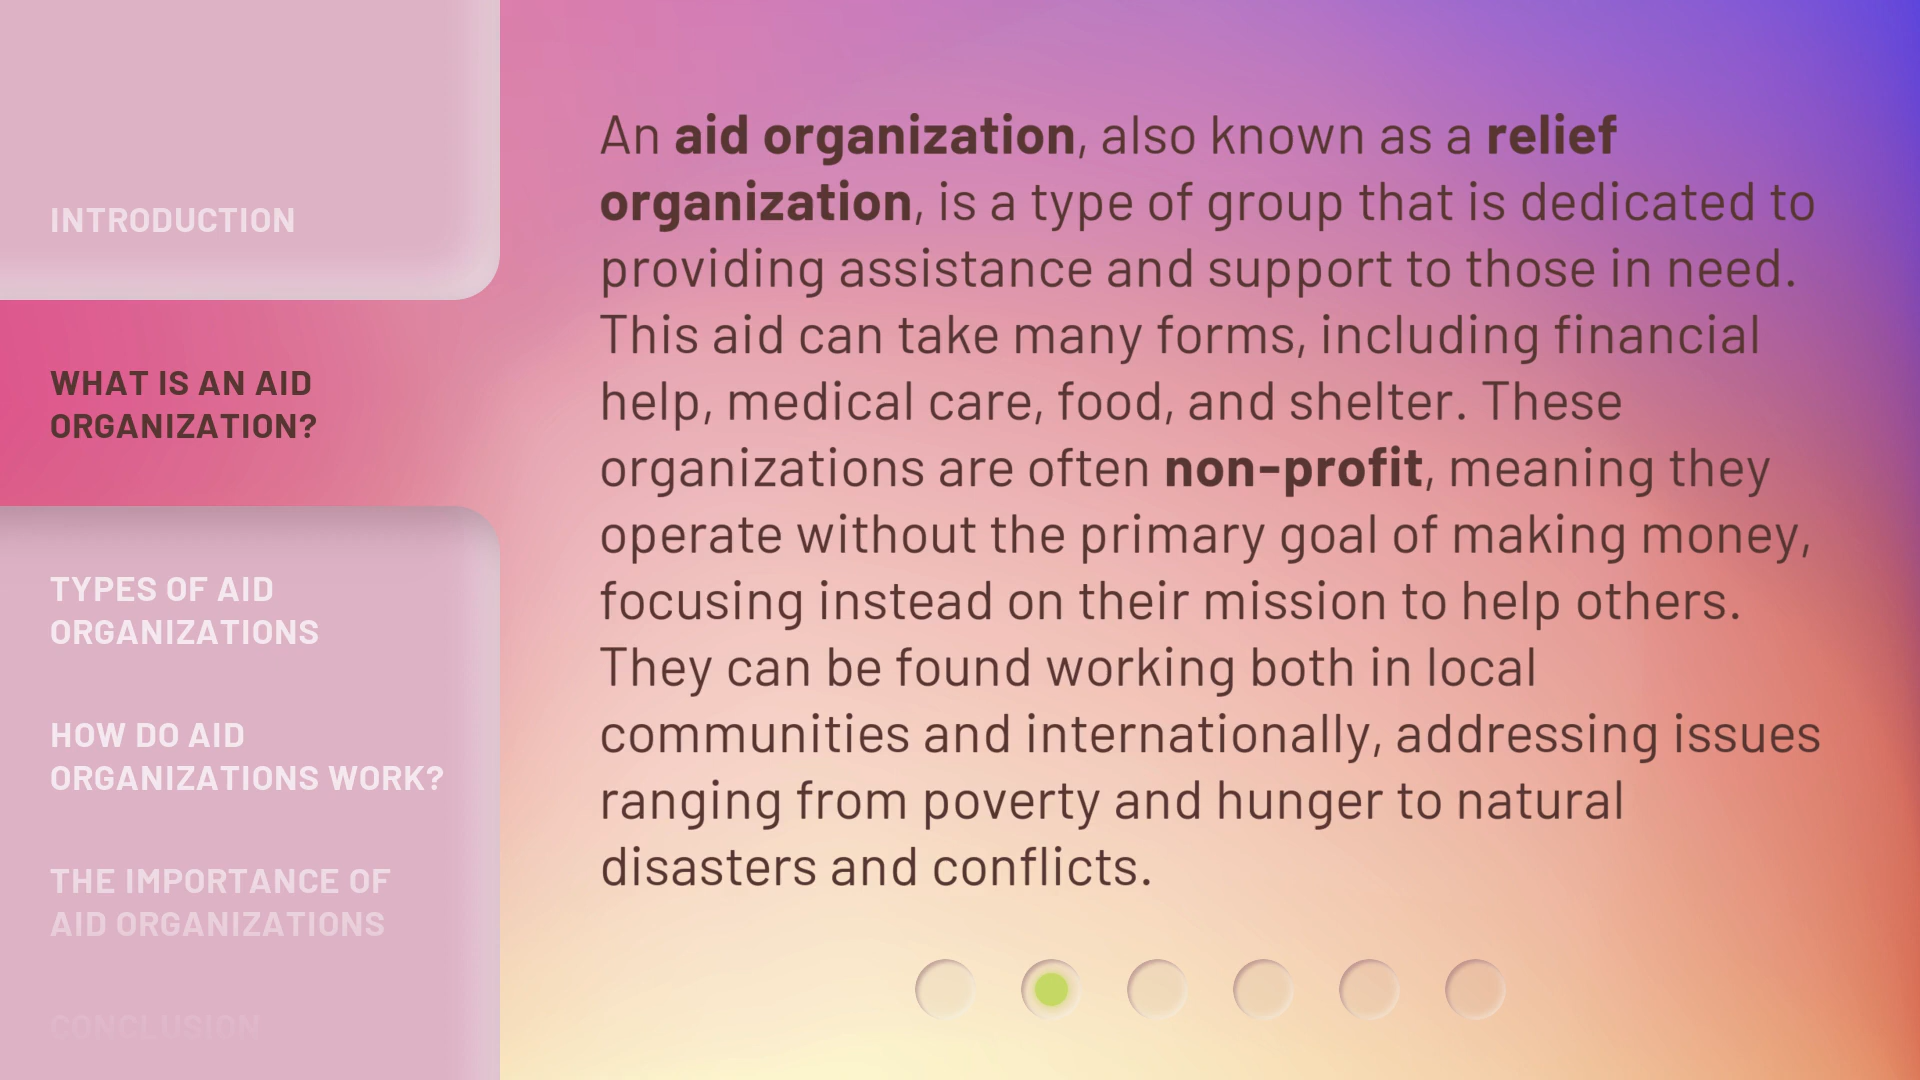 INTRODUCTION
WHAT IS AN AID
ORGANIZATION?
TYPES OF AID
ORGANIZATIONS
HOW DO AID
ORGANIZATIONS WORK?
THE IMPORTANCE OF
AID ORGANIZATIONS
CONCLUSION
An aid organization, also known as a relief
organization, is a type of group that is dedicated to
providing assistance and support to those in need.
This aid can take many forms, including financial
help, medical care, food, and shelter. These
organizations are often non-profit, meaning they
operate without the primary goal of making money,
focusing instead on their mission to help others.
They can be found working both in local
communities and internationally, addressing issues
ranging from poverty and hunger to natural
disasters and conflicts.